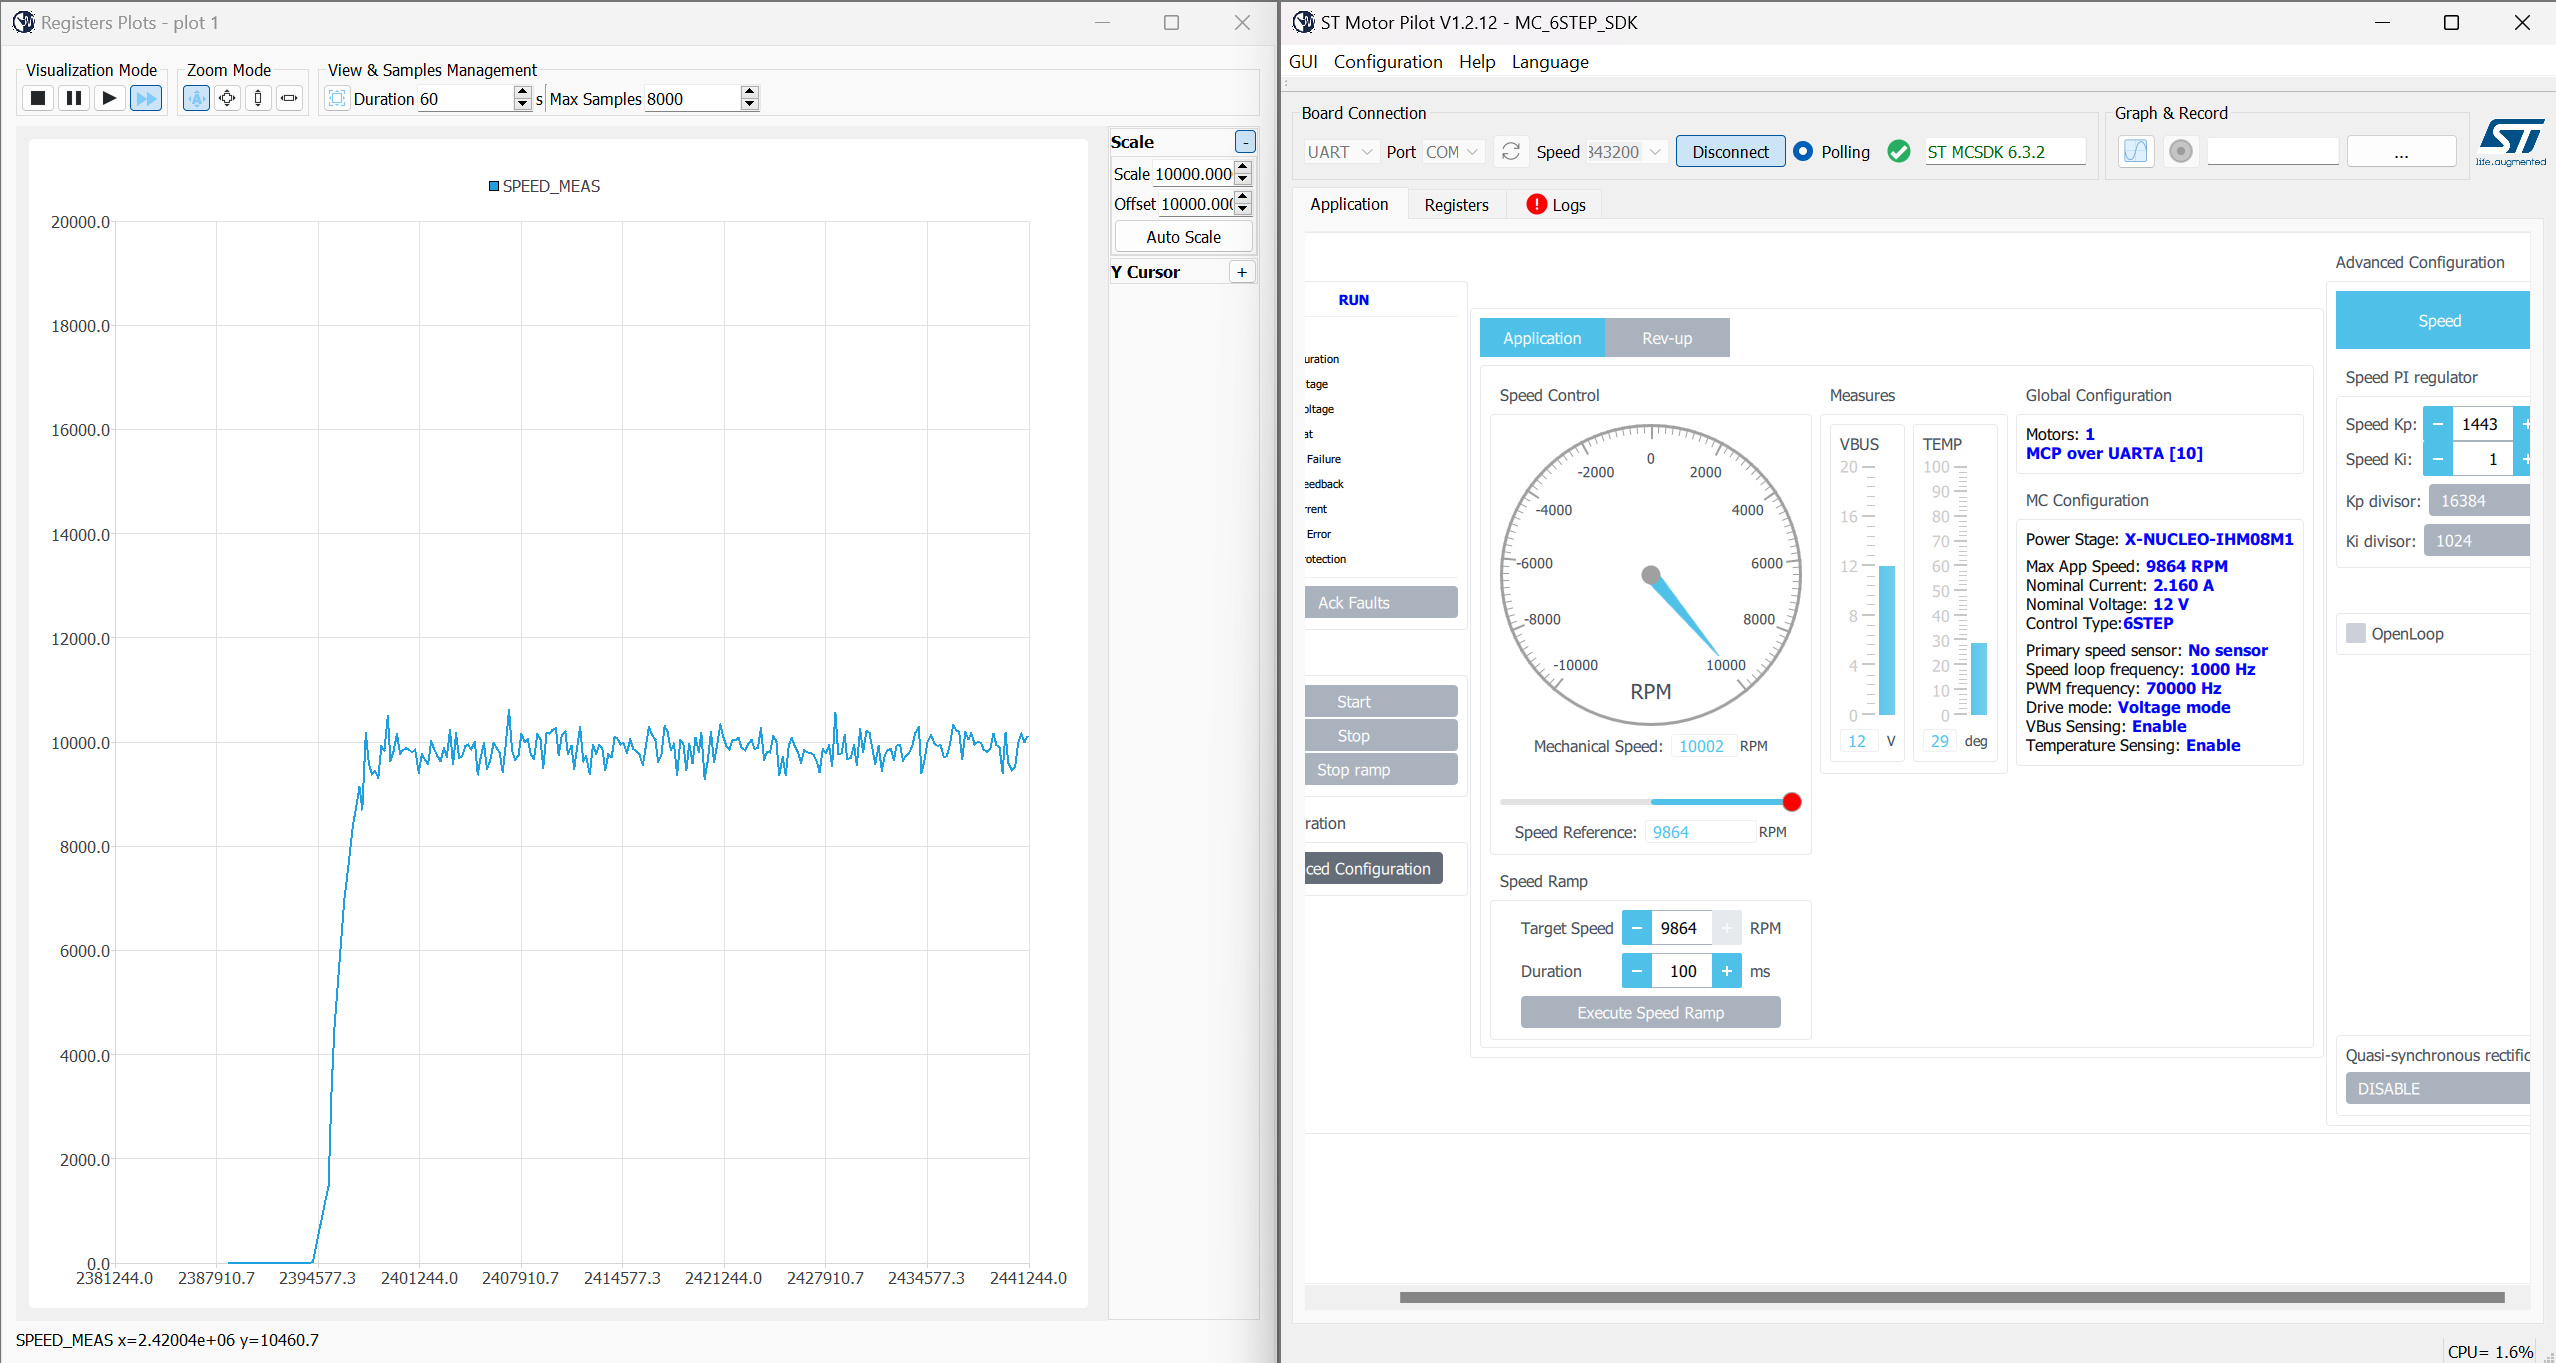 Registers Plots - plot 1
Visualization Mode
Zoom Mode
View & Samples Management
Duration 60 s Max Samples 8000
Scale -
Scale 10000.000
Offset 10000.000
Auto Scale
Y Cursor +
SPEED_MEAS
20000.0
18000.0
16000.0
14000.0
12000.0
10000.0
8000.0
6000.0
4000.0
2000.0
0.0
2381244.0 2387910.7 2394577.3 2401244.0 2407910.7 2414577.3 2421244.0 2427910.7 2434577.3 2441244.0
SPEED_MEAS x=2.42004e+06 y=10460.7
ST Motor Pilot V1.2.12 - MC_6STEP_SDK
GUI Configuration Help Language
Board Connection
UART Port COM Speed 843200 Disconnect Polling ST MCSDK 6.3.2
Graph & Record
...
ST
life.augmented
Application Registers Logs
RUN
uration
tage
oltage
at
Failure
eedback
rrent
Error
rotection
Ack Faults
Start
Stop
Stop ramp
ration
ced Configuration
Application Rev-up
Speed Control
0
-2000 2000
-4000 4000
-6000 6000
-8000 8000
-10000 10000
RPM
Mechanical Speed: 10002 RPM
Speed Reference: 9864 RPM
Speed Ramp
Target Speed - 9864 + RPM
Duration - 100 + ms
Execute Speed Ramp
Measures
VBUS
20
16
12
8
4
0
12 V
TEMP
100
90
80
70
60
50
40
30
20
10
0
29 deg
Global Configuration
Motors: 1
MCP over UARTA [10]
MC Configuration
Power Stage: X-NUCLEO-IHM08M1
Max App Speed: 9864 RPM
Nominal Current: 2.160 A
Nominal Voltage: 12 V
Control Type:6STEP
Primary speed sensor: No sensor
Speed loop frequency: 1000 Hz
PWM frequency: 70000 Hz
Drive mode: Voltage mode
VBus Sensing: Enable
Temperature Sensing: Enable
Advanced Configuration
Speed
Speed PI regulator
Speed Kp: - 1443 +
Speed Ki: - 1 +
Kp divisor: 16384
Ki divisor: 1024
OpenLoop
Quasi-synchronous rectific
DISABLE
CPU= 1.6%